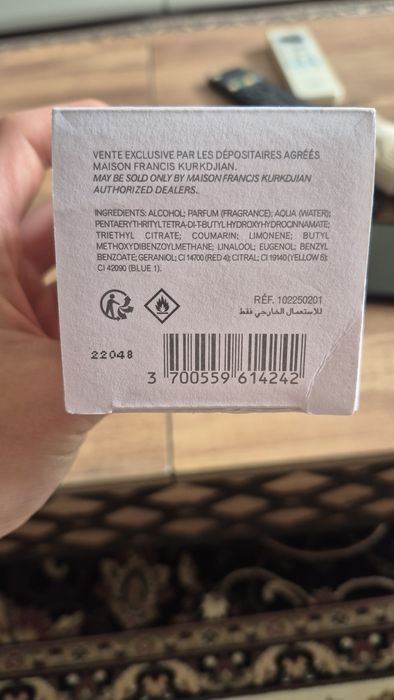 VENTE EXCLUSIVE PAR LES DÉPOSITAIRES AGRÉÉS
MAISON FRANCIS KURKDJIAN.
MAY BE SOLD ONLY BY MAISON FRANCIS KURKDJIAN
AUTHORIZED DEALERS.
INGREDIENTS: ALCOHOL; PARFUM (FRAGRANCE); AQUA (WATER);
PENTAERYTHRITYL TETRA-DI-T-BUTYL HYDROXYHYDROCINNAMATE;
TRIETHYL CITRATE; COUMARIN; LIMONENE; BUTYL
METHOXYDIBENZOYLMETHANE; LINALOOL; EUGENOL; BENZYL
BENZOATE; GERANIOL; CI 14700 (RED 4); CITRAL; CI 19140 (YELLOW 5);
CI 42090 (BLUE 1).
RÉF. 102250201
للاستعمال الخارجي فقط
22048
3 700559 614242